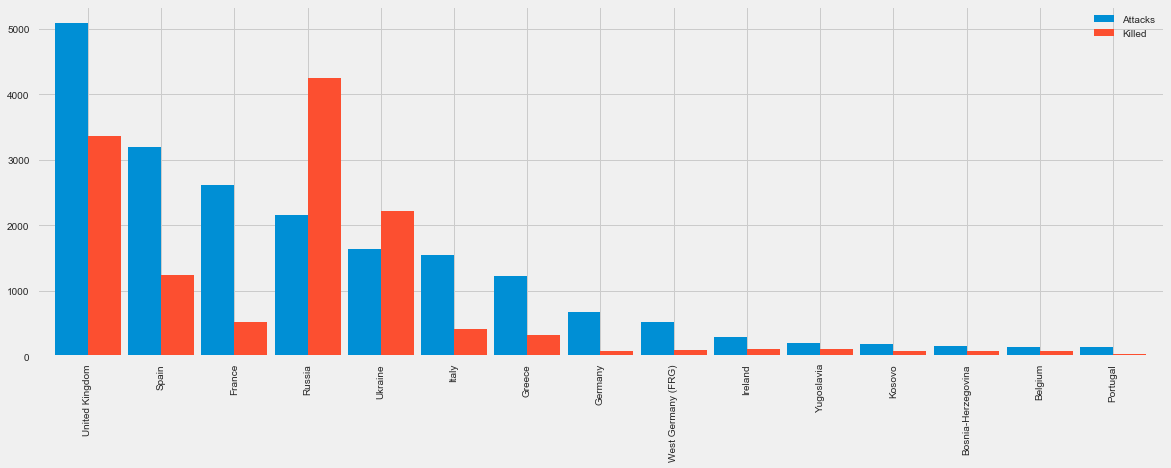 Attacks
Killed
5000
4000
3000
2000
1000
0
United Kingdom
Spain
France
Russia
Ukraine
Italy
Greece
Germany
West Germany (FRG)
Ireland
Yugoslavia
Kosovo
Bosnia-Herzegovina
Belgium
Portugal